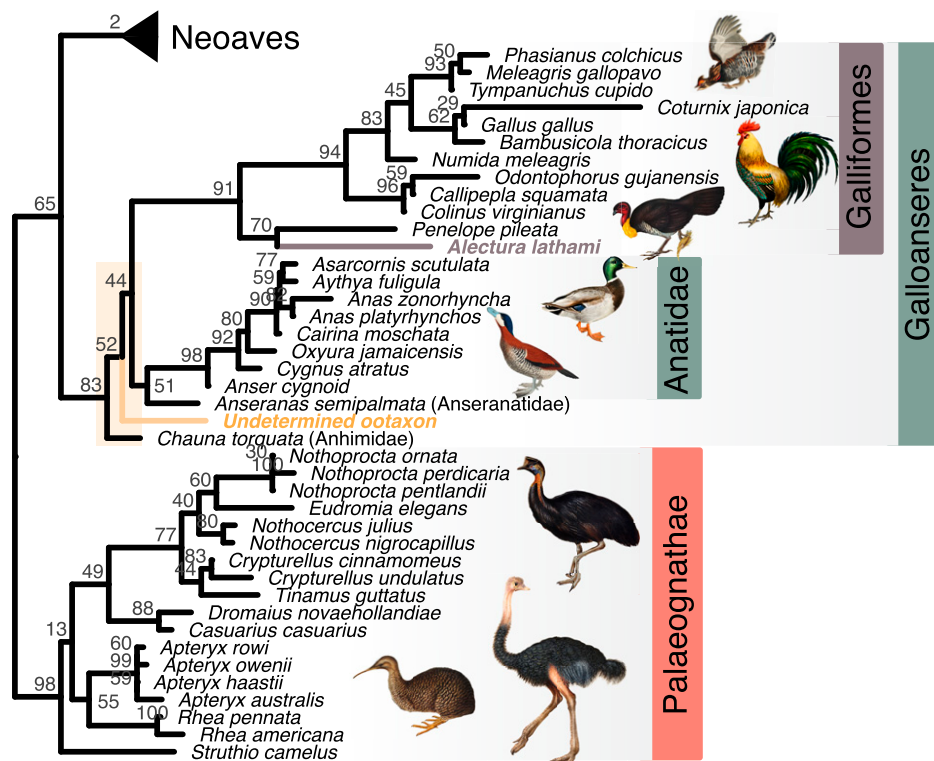 2
Neoaves
50
Phasianus colchicus
93
Meleagris gallopavo
Tympanuchus cupido
45
29
Coturnix japonica
83
62
Gallus gallus
Bambusicola thoracicus
94
Numida meleagris
59
Odontophorus gujanensis
96
Callipepla squamata
Colinus virginianus
91
70
Penelope pileata
Alectura lathami
65
77
Asarcornis scutulata
59
Aythya fuligula
44
90
Anas zonorhyncha
Anas platyrhynchos
80
Cairina moschata
92
Oxyura jamaicensis
52
98
Cygnus atratus
83
51
Anser cygnoid
Anseranas semipalmata (Anseranatidae)
Undetermined ootaxon
Chauna torquata (Anhimidae)
Galliformes
Galloanseres
Anatidae
30
Nothoprocta ornata
100
Nothoprocta perdicaria
60
Nothoprocta pentlandii
Eudromia elegans
40
80
Nothocercus julius
Nothocercus nigrocapillus
77
83
Crypturellus cinnamomeus
44
Crypturellus undulatus
Tinamus guttatus
49
88
Dromaius novaehollandiae
Casuarius casuarius
13
60
Apteryx rowi
99
Apteryx owenii
59
Apteryx haastii
98
55
Apteryx australis
100
Rhea pennata
Rhea americana
Struthio camelus
Palaeognathae